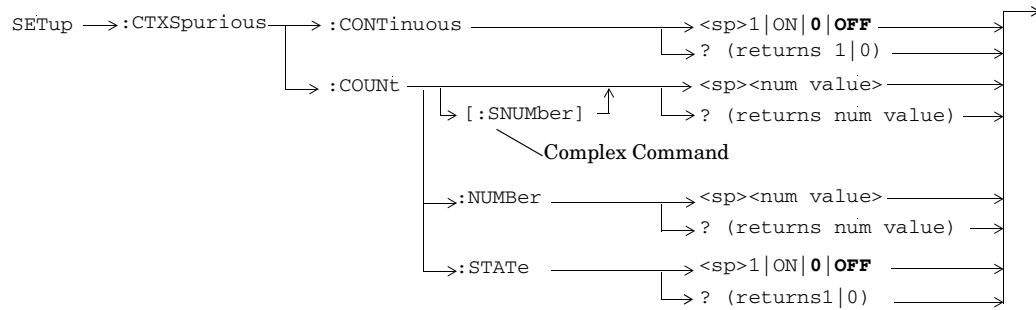 SETup :CTXSpurious :CONTinuous <sp>1|ON|0|OFF
? (returns 1|0)
:COUNt <sp><num value>
[:SNUMber] ? (returns num value)
Complex Command
:NUMBer <sp><num value>
? (returns num value)
:STATe <sp>1|ON|0|OFF
? (returns1|0)